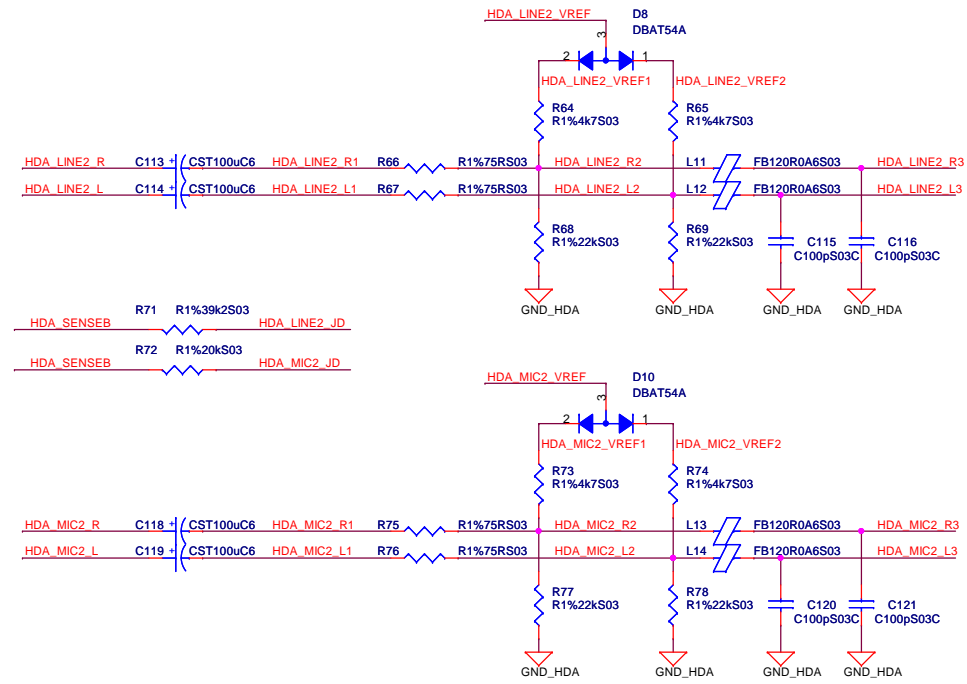 HDA_LINE2_VREF
D8
DBAT54A
3
2
1
HDA_LINE2_VREF1
HDA_LINE2_VREF2
R64
R1%4k7S03
R65
R1%4k7S03
HDA_LINE2_R
C113
+
CST100uC6
HDA_LINE2_R1
R66
R1%75RS03
HDA_LINE2_R2
L11
FB120R0A6S03
HDA_LINE2_R3
HDA_LINE2_L
C114
+
CST100uC6
HDA_LINE2_L1
R67
R1%75RS03
HDA_LINE2_L2
L12
FB120R0A6S03
HDA_LINE2_L3
R68
R1%22kS03
R69
R1%22kS03
C115
C100pS03C
C116
C100pS03C
GND_HDA
GND_HDA
GND_HDA
GND_HDA
R71
R1%39k2S03
HDA_SENSEB
HDA_LINE2_JD
R72
R1%20kS03
HDA_SENSEB
HDA_MIC2_JD
HDA_MIC2_VREF
D10
DBAT54A
3
2
1
HDA_MIC2_VREF1
HDA_MIC2_VREF2
R73
R1%4k7S03
R74
R1%4k7S03
HDA_MIC2_R
C118
+
CST100uC6
HDA_MIC2_R1
R75
R1%75RS03
HDA_MIC2_R2
L13
FB120R0A6S03
HDA_MIC2_R3
HDA_MIC2_L
C119
+
CST100uC6
HDA_MIC2_L1
R76
R1%75RS03
HDA_MIC2_L2
L14
FB120R0A6S03
HDA_MIC2_L3
R77
R1%22kS03
R78
R1%22kS03
C120
C100pS03C
C121
C100pS03C
GND_HDA
GND_HDA
GND_HDA
GND_HDA